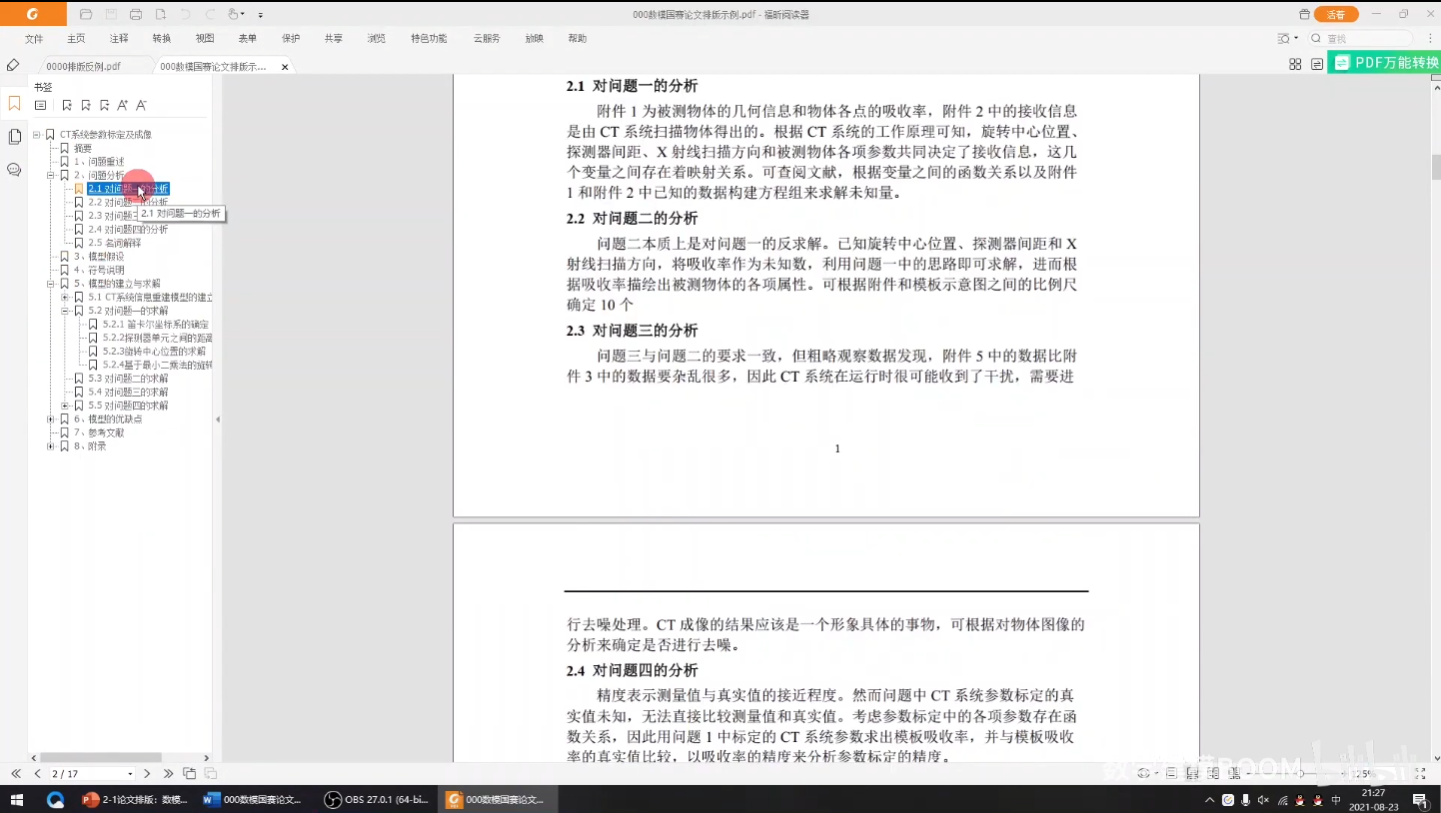 000数模国赛论文排版示例.pdf - 福昕阅读器
活着
文件 主页 注释 转换 视图 表单 保护 共享 浏览 特色功能 云服务 放映 帮助
查找
0000排版反例.pdf
000数模国赛论文排版示...
PDF万能转换
书签
CT系统参数标定及成像
摘要
1、问题重述
2、问题分析
2.1 对问题一的分析
2.2 对问题二的分析
2.1 对问题一的分析
2.4 对问题四的分析
2.5 名词解释
3、模型假设
4、符号说明
5、模型的建立与求解
5.1 CT系统信息重建模型的建立
5.2 对问题一的求解
5.2.1 笛卡尔坐标系的确定
5.2.2探测器单元之间的距离
5.2.3旋转中心位置的求解
5.2.4基于最小二乘法的旋转
5.3 对问题二的求解
5.4 对问题三的求解
5.5 对问题四的求解
6、模型的优缺点
7、参考文献
8、附录
2.1 对问题一的分析
附件 1 为被测物体的几何信息和物体各点的吸收率，附件 2 中的接收信息
是由 CT 系统扫描物体得出的。根据 CT 系统的工作原理可知，旋转中心位置、
探测器间距、X 射线扫描方向和被测物体各项参数共同决定了接收信息，这几
个变量之间存在着映射关系。可查阅文献，根据变量之间的函数关系以及附件
1 和附件 2 中已知的数据构建方程组来求解未知量。
2.2 对问题二的分析
问题二本质上是对问题一的反求解。已知旋转中心位置、探测器间距和 X
射线扫描方向，将吸收率作为未知数，利用问题一中的思路即可求解，进而根
据吸收率描绘出被测物体的各项属性。可根据附件和模板示意图之间的比例尺
确定 10 个
2.3 对问题三的分析
问题三与问题二的要求一致，但粗略观察数据发现，附件 5 中的数据比附
件 3 中的数据要杂乱很多，因此 CT 系统在运行时很可能收到了干扰，需要进
1
行去噪处理。CT 成像的结果应该是一个形象具体的事物，可根据对物体图像的
分析来确定是否进行去噪。
2.4 对问题四的分析
精度表示测量值与真实值的接近程度。然而问题中 CT 系统参数标定的真
实值未知，无法直接比较测量值和真实值。考虑参数标定中的各项参数存在函
数关系，因此用问题 1 中标定的 CT 系统参数求出模板吸收率，并与模板吸收
率的真实值比较，以吸收率的精度来分析参数标定的精度。
2 / 17
125%
2-1论文排版：数模...
000数模国赛论文...
OBS 27.0.1 (64-bi...
000数模国赛论文...
中
21:27
2021-08-23